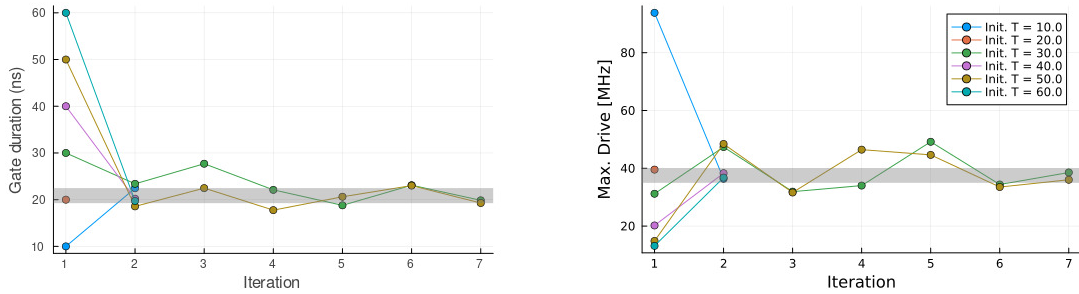 Gate duration (ns)
60
50
40
30
20
10
1 2 3 4 5 6 7
Iteration
Max. Drive [MHz]
80
60
40
20
1 2 3 4 5 6 7
Iteration
Init. T = 10.0
Init. T = 20.0
Init. T = 30.0
Init. T = 40.0
Init. T = 50.0
Init. T = 60.0